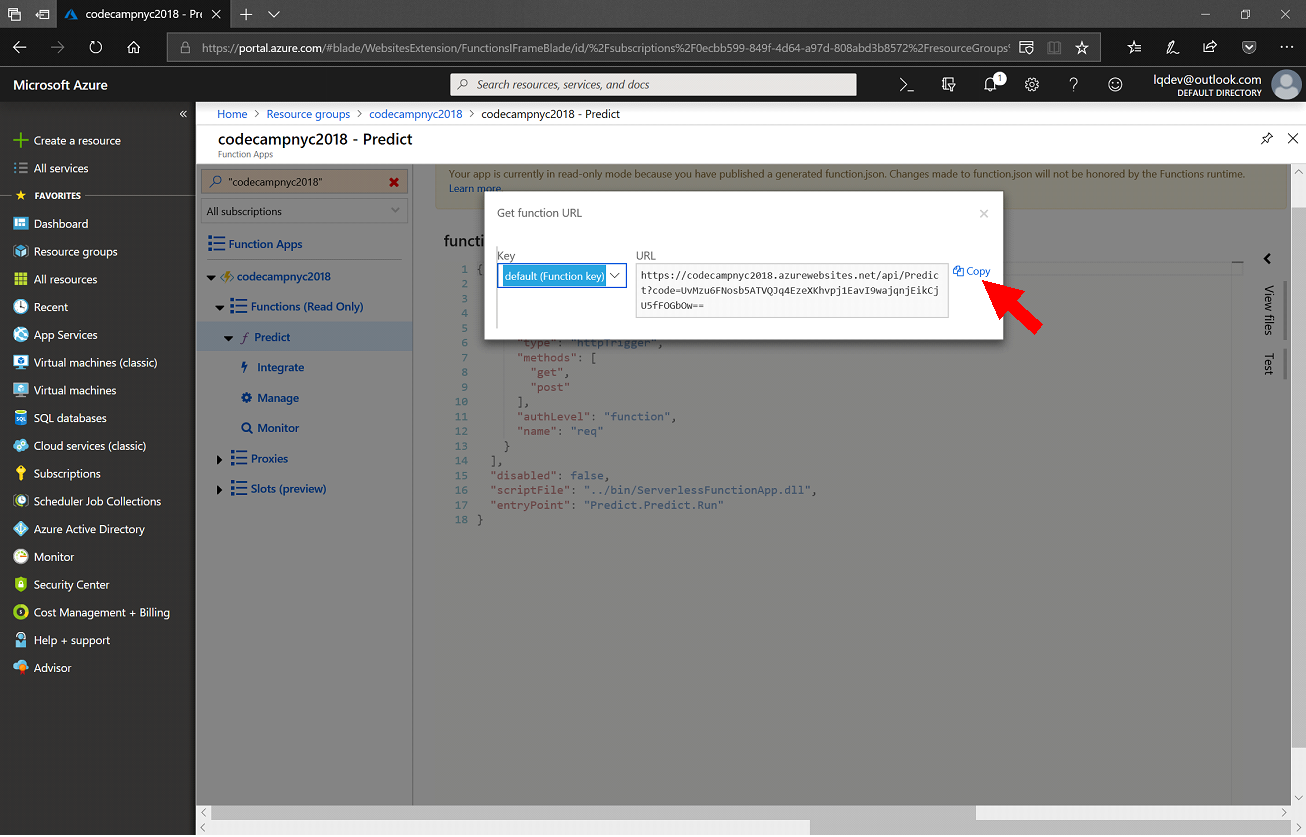 codecampnyc2018 - Pre
https://portal.azure.com/#blade/WebsitesExtension/FunctionsIFrameBlade/id/%2Fsubscriptions%2F0ecbb599-849f-4d64-a97d-808abd3b8572%2FresourceGroups%
Microsoft Azure
Search resources, services, and docs
1
lqdev@outlook.com
DEFAULT DIRECTORY
Create a resource
All services
FAVORITES
Dashboard
Resource groups
All resources
Recent
App Services
Virtual machines (classic)
Virtual machines
SQL databases
Cloud services (classic)
Subscriptions
Scheduler Job Collections
Azure Active Directory
Monitor
Security Center
Cost Management + Billing
Help + support
Advisor
Home > Resource groups > codecampnyc2018 > codecampnyc2018 - Predict
codecampnyc2018 - Predict
Function Apps
"codecampnyc2018"
All subscriptions
Function Apps
codecampnyc2018
Functions (Read Only)
Predict
Integrate
Manage
Monitor
Proxies
Slots (preview)
Your app is currently in read-only mode because you have published a generated function.json. Changes made to function.json will not be honored by the Functions runtime.
Learn more
Get function URL
Key
default (Function key)
URL
https://codecampnyc2018.azurewebsites.net/api/Predic
t?code=UvMzu6FNosb5ATVQJq4EzeXKhvpj1EavI9wajqnjEikCj
U5fFOGbOw==
Copy
functi
1 {
2
3
4
5
6 "type": "httpTrigger",
7 "methods": [
8 "get",
9 "post"
10 ],
11 "authLevel": "function",
12 "name": "req"
13 }
14 ],
15 "disabled": false,
16 "scriptFile": "../bin/ServerlessFunctionApp.dll",
17 "entryPoint": "Predict.Predict.Run"
18 }
View files
Test